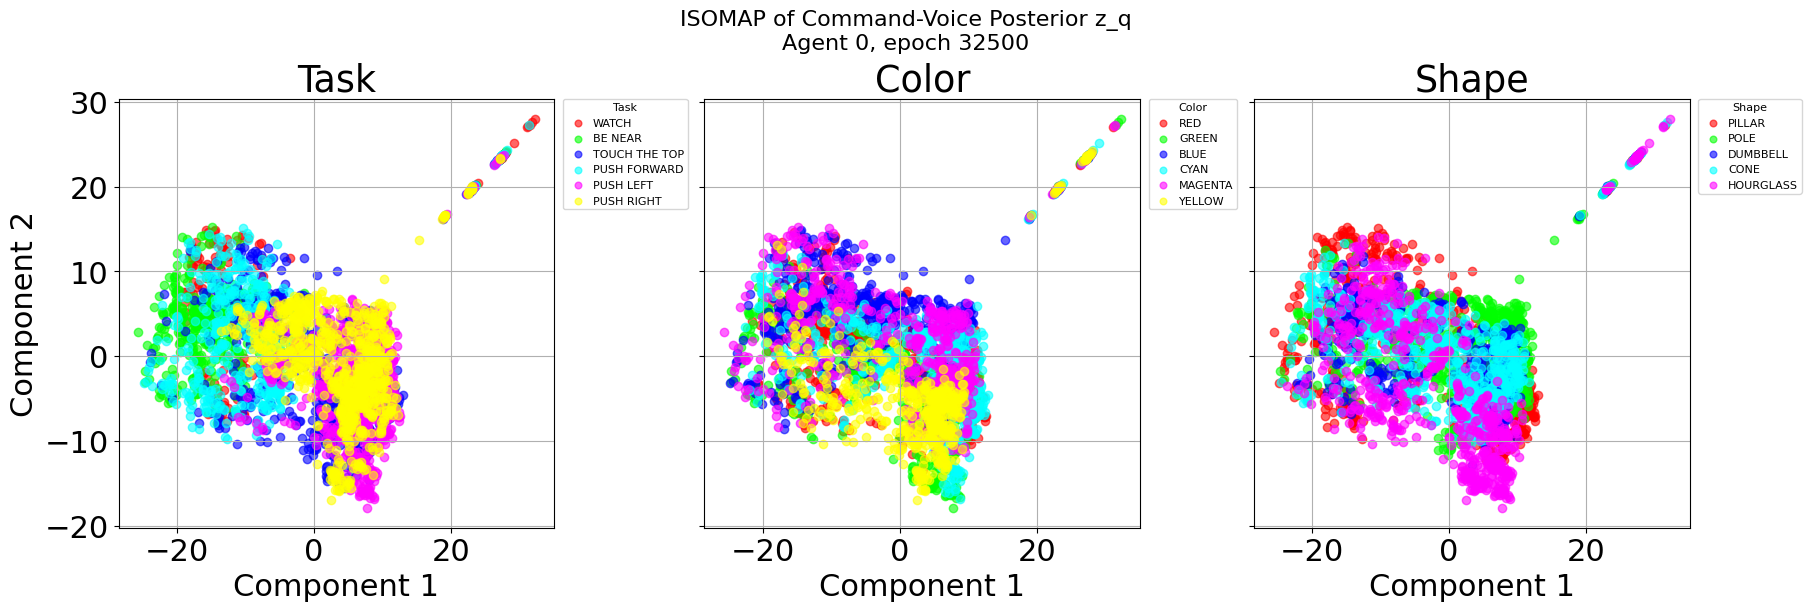 ISOMAP of Command-Voice Posterior z_q
Agent 0, epoch 32500
Task
Color
Shape
Component 2
30
20
10
0
−10
−20
−20 0 20
−20 0 20
−20 0 20
Component 1
Component 1
Component 1
Task
WATCH
BE NEAR
TOUCH THE TOP
PUSH FORWARD
PUSH LEFT
PUSH RIGHT
Color
RED
GREEN
BLUE
CYAN
MAGENTA
YELLOW
Shape
PILLAR
POLE
DUMBBELL
CONE
HOURGLASS